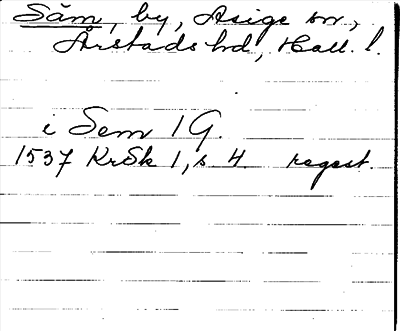 Säm, by, Asige sn,
Årstads hd, Hall. l.
i Sem 1 G.
1537 KrSk 1, s 4 regest.